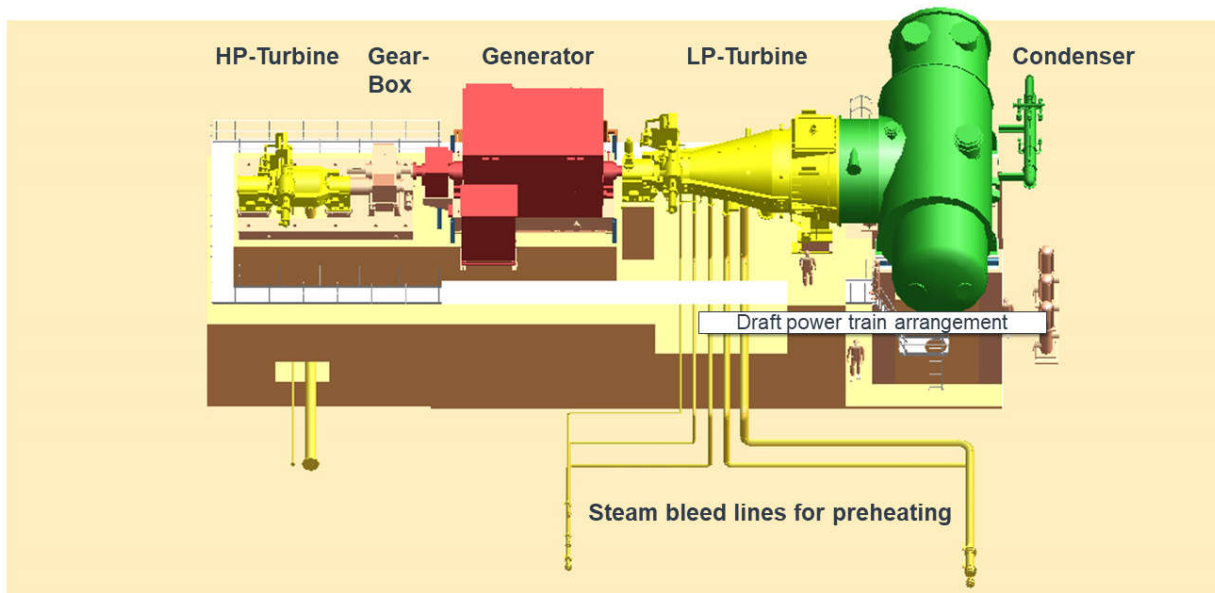 HP-Turbine
Gear-
Box
Generator
LP-Turbine
Condenser
Draft power train arrangement
Steam bleed lines for preheating